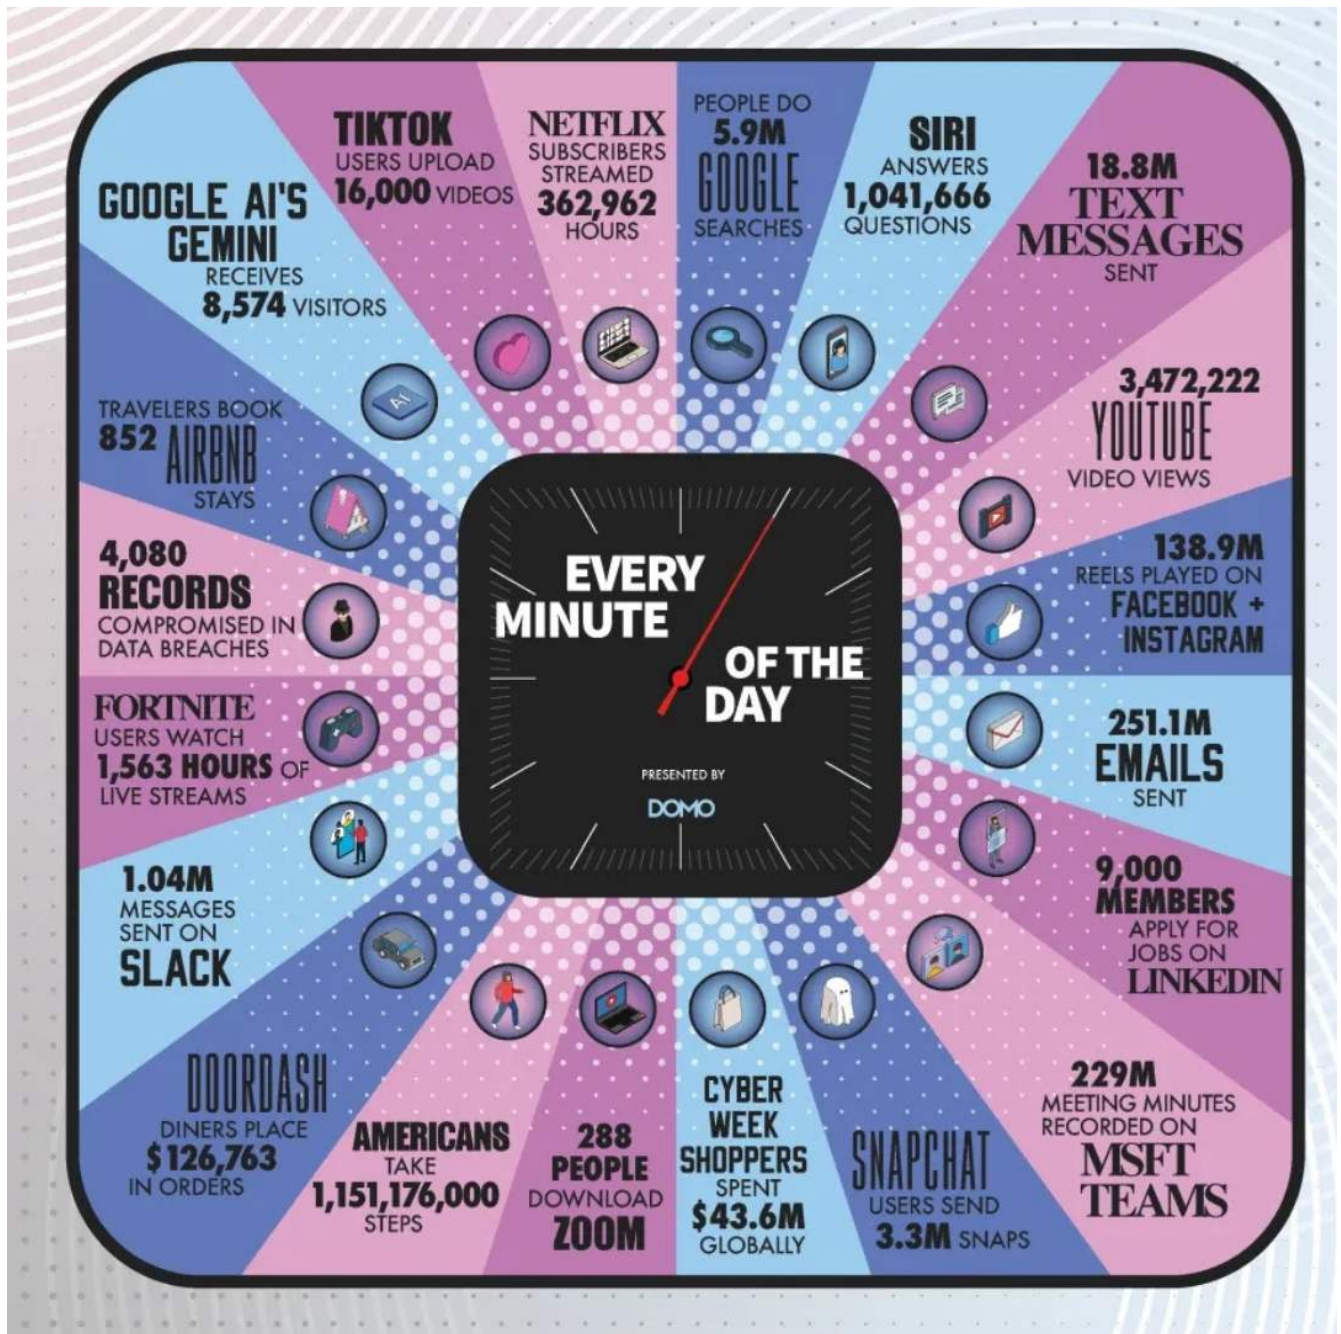 PEOPLE DO
5.9M
GOOGLE
SEARCHES
SIRI
ANSWERS
1,041,666
QUESTIONS
18.8M
TEXT
MESSAGES
SENT
3,472,222
YOUTUBE
VIDEO VIEWS
138.9M
REELS PLAYED ON
FACEBOOK +
INSTAGRAM
251.1M
EMAILS
SENT
9,000
MEMBERS
APPLY FOR
JOBS ON
LINKEDIN
229M
MEETING MINUTES
RECORDED ON
MSFT
TEAMS
SNAPCHAT
USERS SEND
3.3M SNAPS
CYBER
WEEK
SHOPPERS
SPENT
$43.6M
GLOBALLY
288
PEOPLE
DOWNLOAD
ZOOM
AMERICANS
TAKE
1,151,176,000
STEPS
DOORDASH
DINERS PLACE
$126,763
IN ORDERS
1.04M
MESSAGES
SENT ON
SLACK
FORTNITE
USERS WATCH
1,563 HOURS OF
LIVE STREAMS
4,080
RECORDS
COMPROMISED IN
DATA BREACHES
TRAVELERS BOOK
852 AIRBNB
STAYS
GOOGLE AI'S
GEMINI
RECEIVES
8,574 VISITORS
TIKTOK
USERS UPLOAD
16,000 VIDEOS
NETFLIX
SUBSCRIBERS
STREAMED
362,962
HOURS
AI
EVERY
MINUTE
OF THE
DAY
PRESENTED BY
DOMO